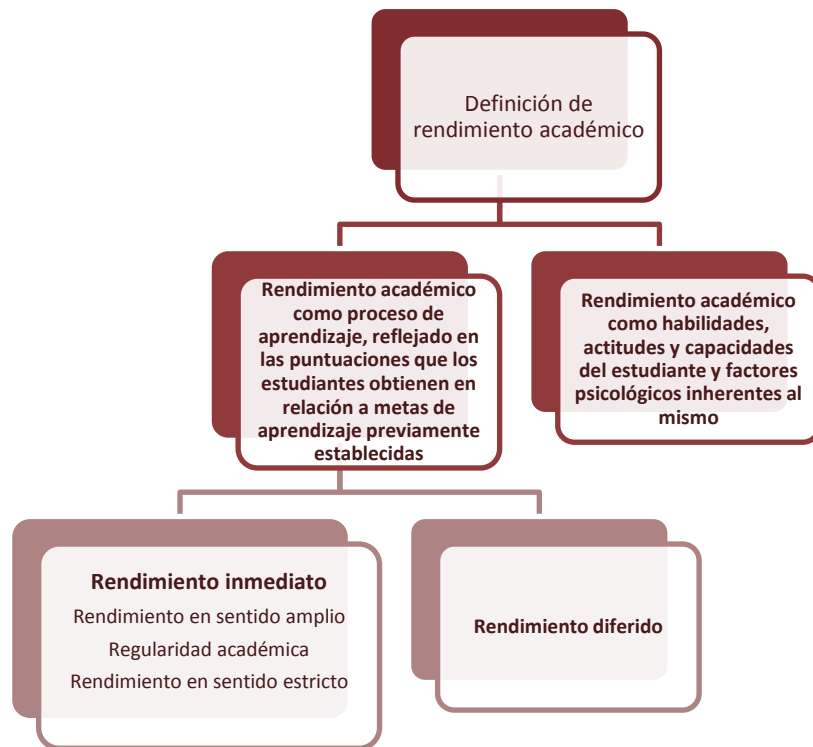 Definición de
rendimiento académico
Rendimiento académico
como proceso de
aprendizaje, reflejado en
las puntuaciones que los
estudiantes obtienen en
relación a metas de
aprendizaje previamente
establecidas
Rendimiento académico
como habilidades,
actitudes y capacidades
del estudiante y factores
psicológicos inherentes al
mismo
Rendimiento inmediato
Rendimiento en sentido amplio
Regularidad académica
Rendimiento en sentido estricto
Rendimiento diferido